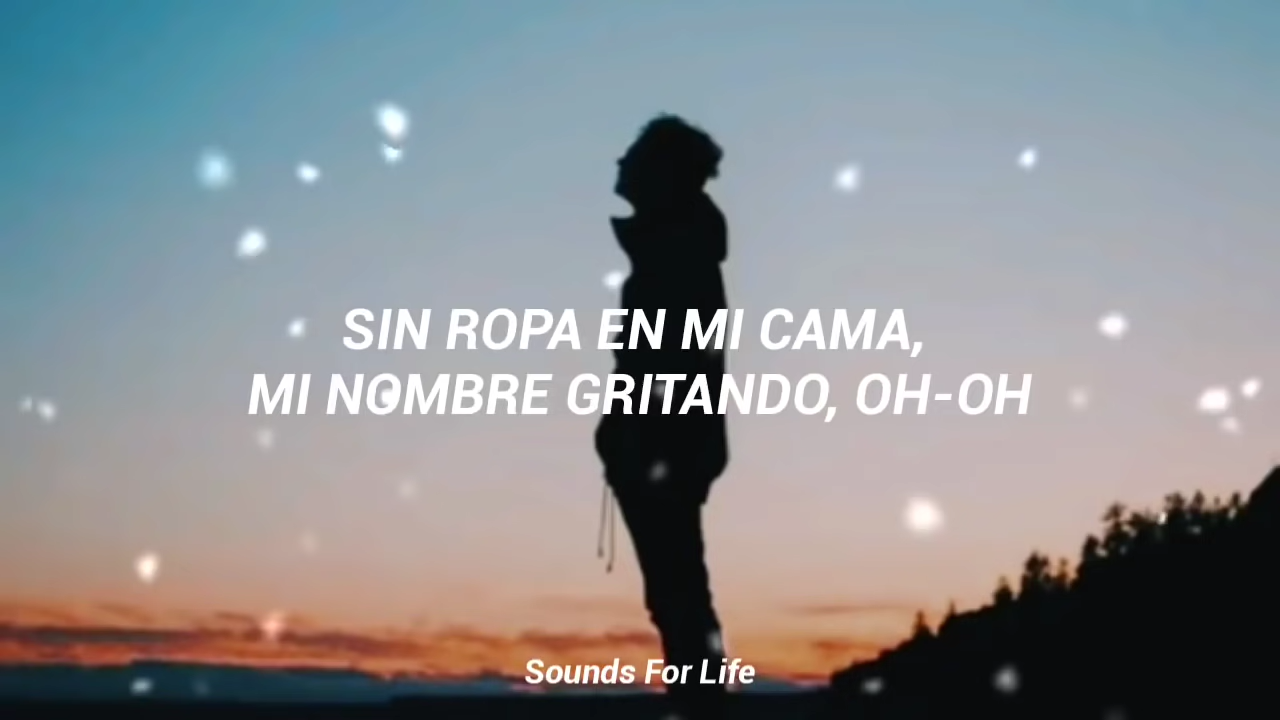 SIN ROPA EN MI CAMA,
MI NOMBRE GRITANDO, OH-OH
Sounds For Life